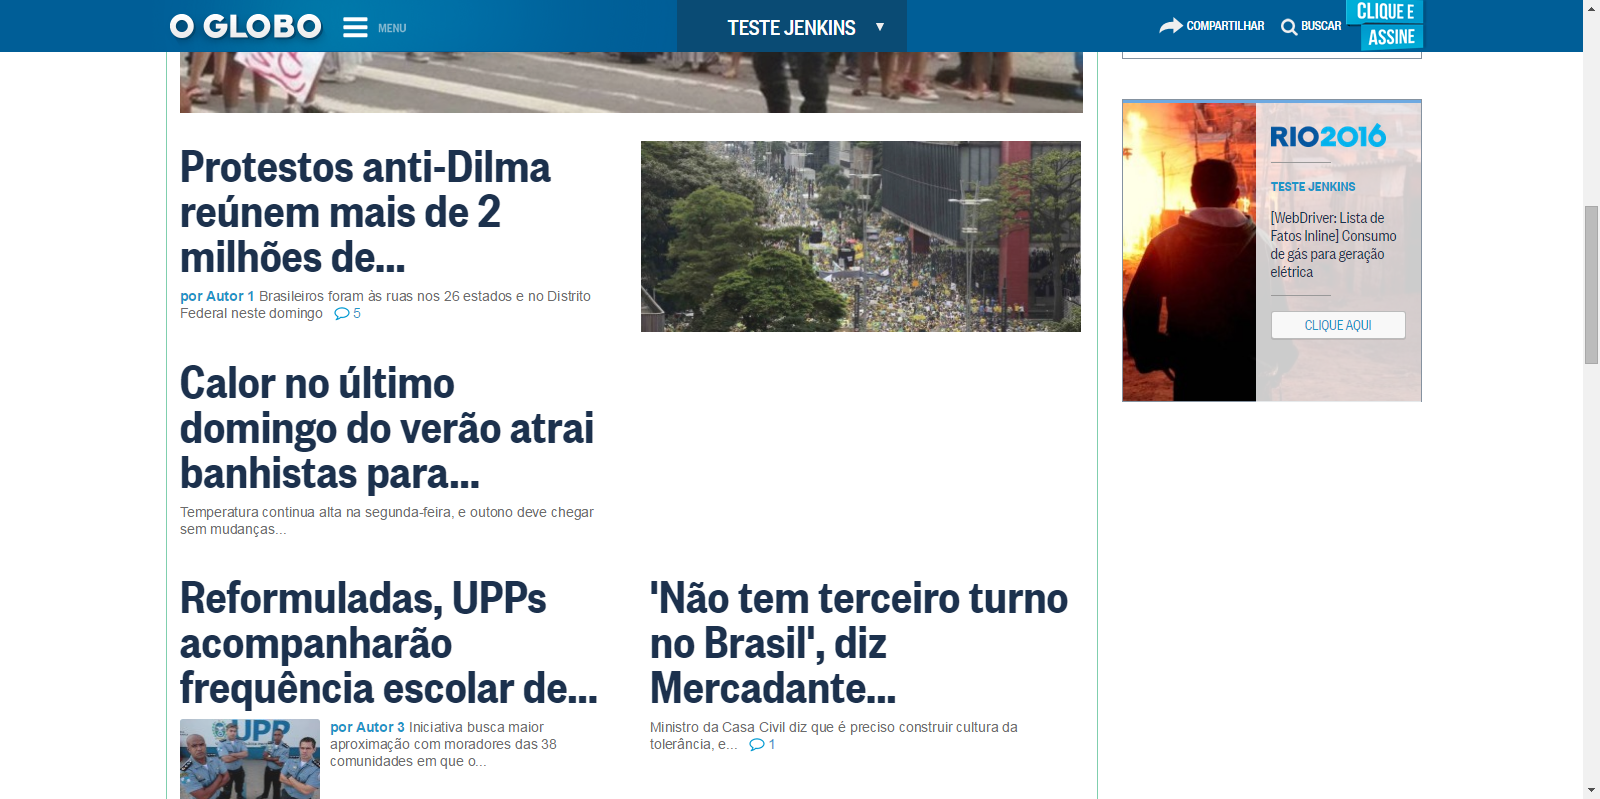 O GLOBO
MENU
TESTE JENKINS ▼
COMPARTILHAR
BUSCAR
CLIQUE E
ASSINE
Protestos anti-Dilma
reúnem mais de 2
milhões de...
por Autor 1 Brasileiros foram às ruas nos 26 estados e no Distrito
Federal neste domingo 5
Calor no último
domingo do verão atrai
banhistas para...
Temperatura continua alta na segunda-feira, e outono deve chegar
sem mudanças...
Reformuladas, UPPs
acompanharão
frequência escolar de...
UPP
por Autor 3 Iniciativa busca maior
aproximação com moradores das 38
comunidades em que o...
'Não tem terceiro turno
no Brasil', diz
Mercadante...
Ministro da Casa Civil diz que é preciso construir cultura da
tolerância, e... 1
RIO2016
TESTE JENKINS
[WebDriver: Lista de
Fatos Inline] Consumo
de gás para geração
elétrica
CLIQUE AQUI